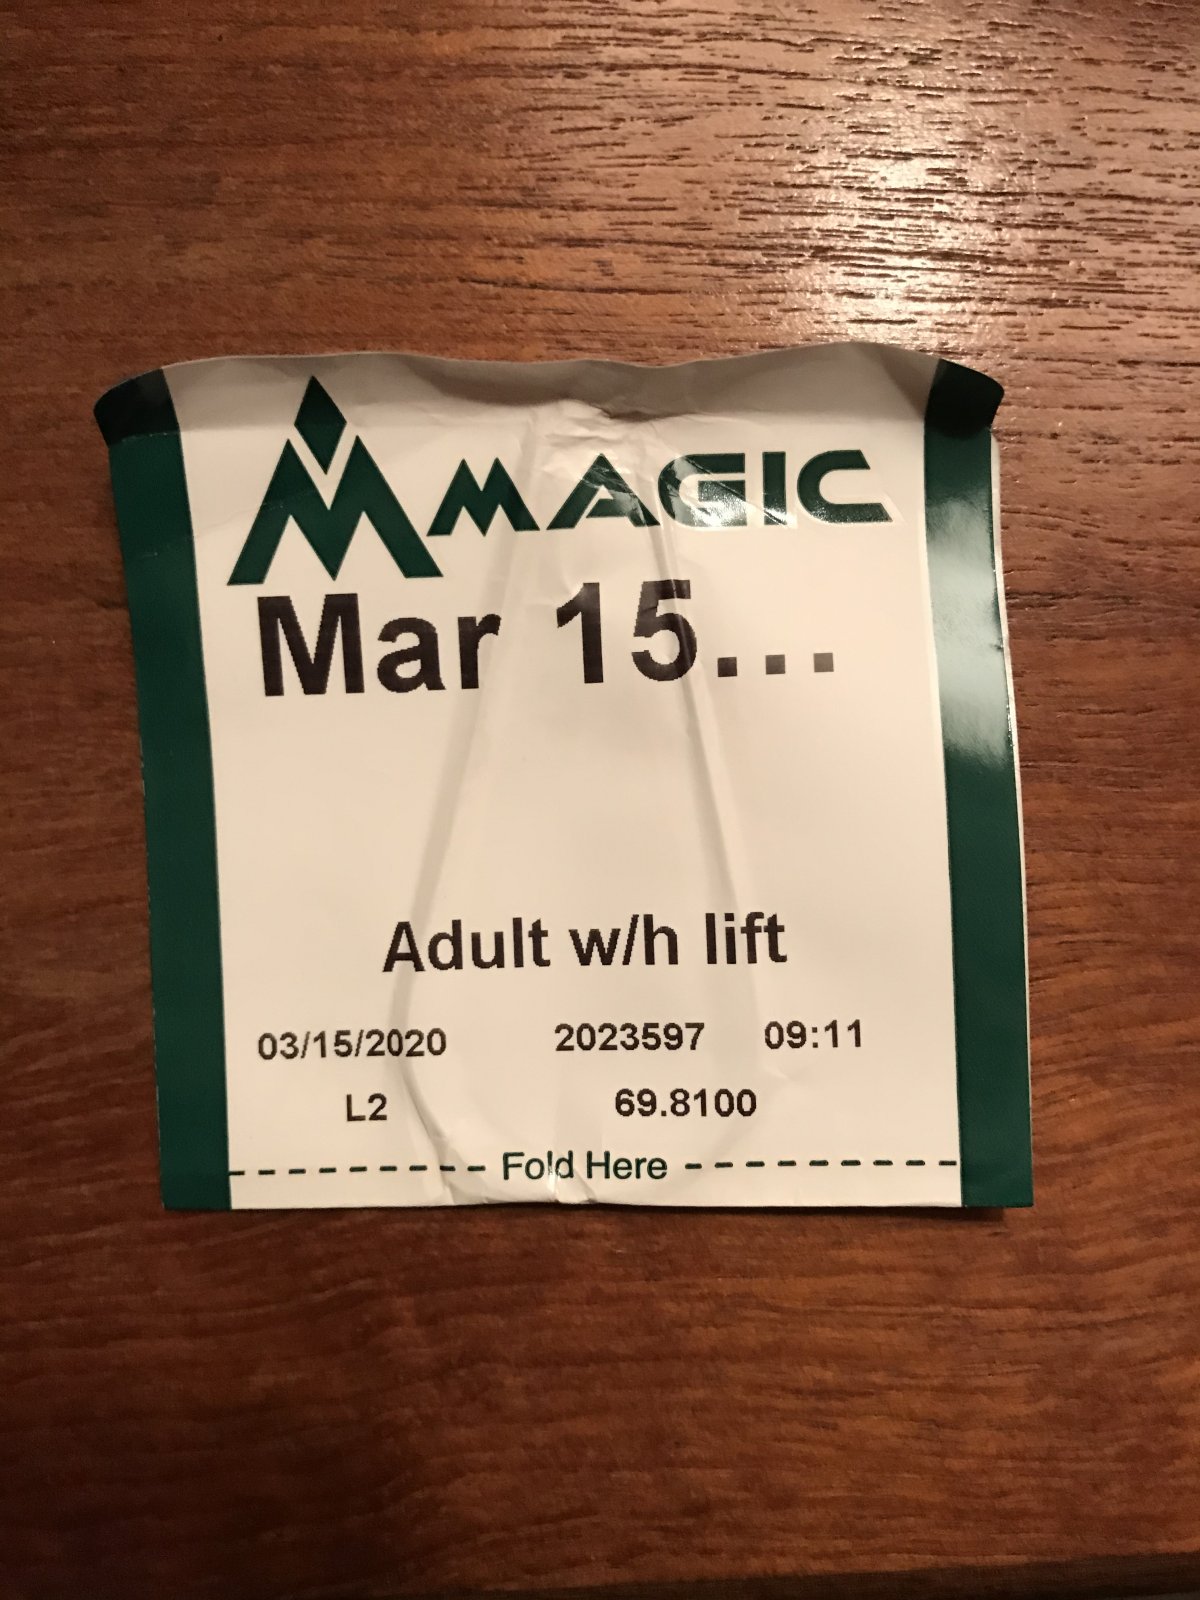 MAGIC
Mar 15...
Adult w/h lift
03/15/2020 2023597 09:11
L2 69.8100
Fold Here